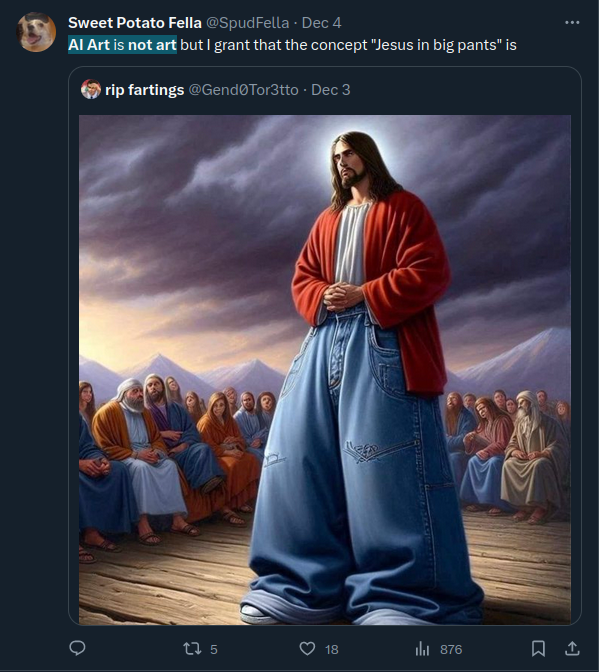 Sweet Potato Fella @SpudFella · Dec 4
AI Art is not art but I grant that the concept "Jesus in big pants" is
rip fartings @Gend0Tor3tto · Dec 3
5 18 876